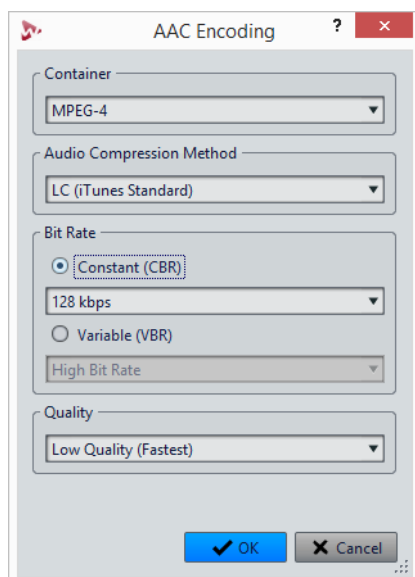 AAC Encoding
?
Container
MPEG-4
Audio Compression Method
LC (iTunes Standard)
Bit Rate
Constant (CBR)
128 kbps
Variable (VBR)
High Bit Rate
Quality
Low Quality (Fastest)
OK
Cancel